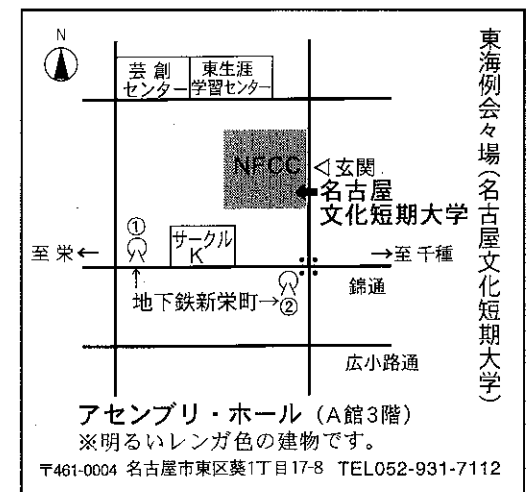 東海例会々場(名古屋文化短期大学)
N
芸創
センター
東生涯
学習センター
NFCC
◁玄関
名古屋
文化短期大学
①
サークル
K
至栄←
→至千種
地下鉄新栄町→②
錦通
広小路通
アセンブリ・ホール(A館3階)
※明るいレンガ色の建物です。
〒461-0004 名古屋市東区葵1丁目17-8 TEL052-931-7112